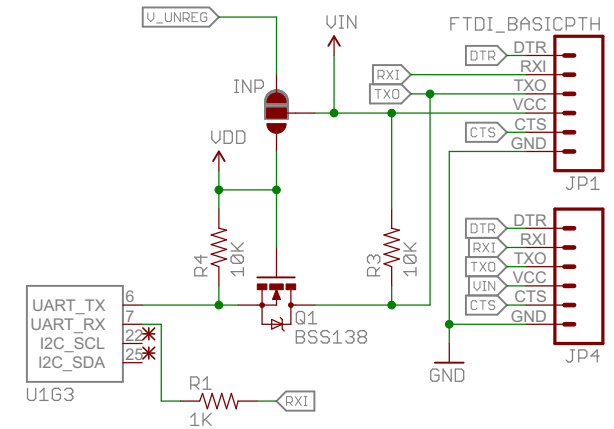 V_UNREG
VIN
FTDI_BASICPTH
INP
RXI
TXO
DTR
DTR
RXI
TXO
VCC
CTS
CTS
GND
JP1
VDD
R4
10K
R3
10K
DTR
DTR
RXI
RXI
TXO
TXO
VIN
VCC
CTS
CTS
GND
JP4
UART_TX
6
UART_RX
7
I2C_SCL
22
I2C_SDA
25
U1G3
Q1
BSS138
GND
R1
1K
RXI